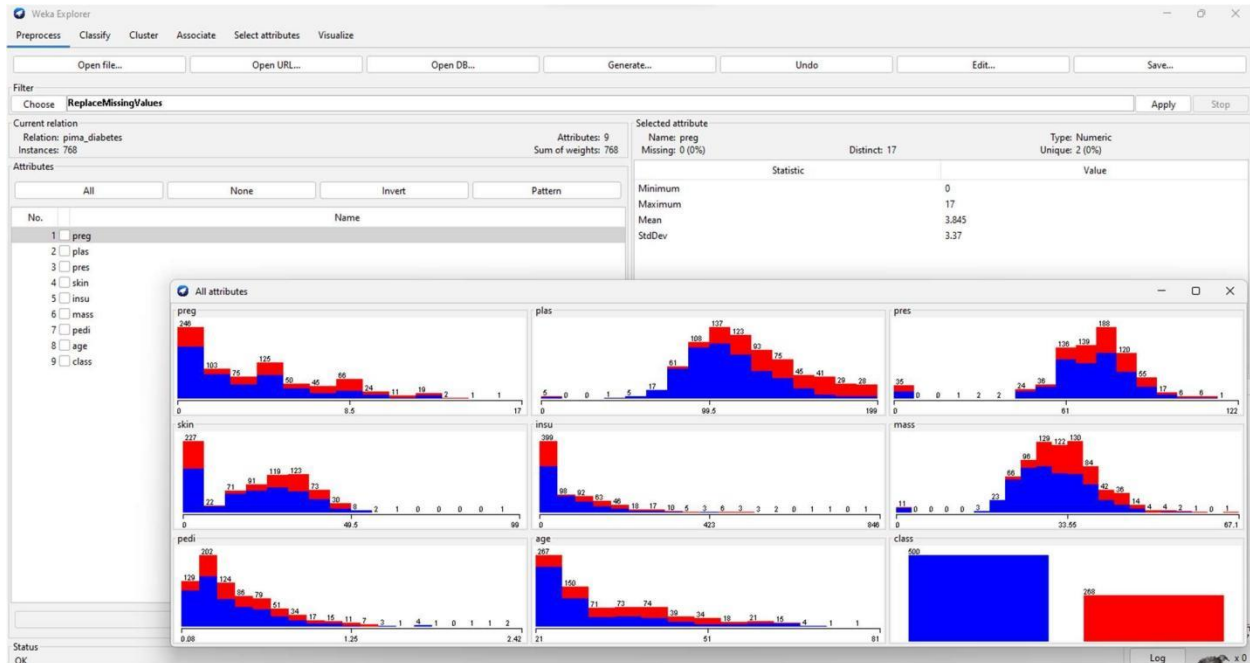 Weka Explorer
Preprocess Classify Cluster Associate Select attributes Visualize
Open file... Open URL... Open DB... Generate... Undo Edit... Save...
Filter
Choose ReplaceMissingValues Apply Stop
Current relation
Relation: pima_diabetes Attributes: 9
Instances: 768 Sum of weights: 768
Selected attribute
Name: preg Type: Numeric
Missing: 0 (0%) Distinct: 17 Unique: 2 (0%)
Statistic Value
Minimum 0
Maximum 17
Mean 3.845
StdDev 3.37
Attributes
All None Invert Pattern
No. Name
1 preg
2 plas
3 pres
4 skin
5 insu
6 mass
7 pedi
8 age
9 class
All attributes
preg
246 103 75 125 50 45 66 24 11 19 2 1 1
0 8.5 17
plas
5 0 0 1 5 17 61 108 137 123 93 75 45 41 29 28
0 99.5 199
pres
35 0 0 1 2 2 24 36 136 139 188 120 55 17 6 6 1
0 61 122
skin
227 22 71 91 119 123 73 30 8 2 1 0 0 0 0 1
0 49.5 99
insu
399 98 92 63 46 18 17 10 5 3 6 3 3 2 0 1 1 0 1
0 423 846
mass
11 0 0 0 0 3 23 66 96 129 122 130 84 42 26 14 4 4 2 1 0 1
0 33.55 67.1
pedi
129 202 124 86 79 51 34 17 15 11 7 3 1 4 1 0 1 1 2
0.08 1.25 2.42
age
267 150 71 73 74 39 34 18 21 15 4 1 1
21 51 81
class
500 268
Status
OK
Log x 0